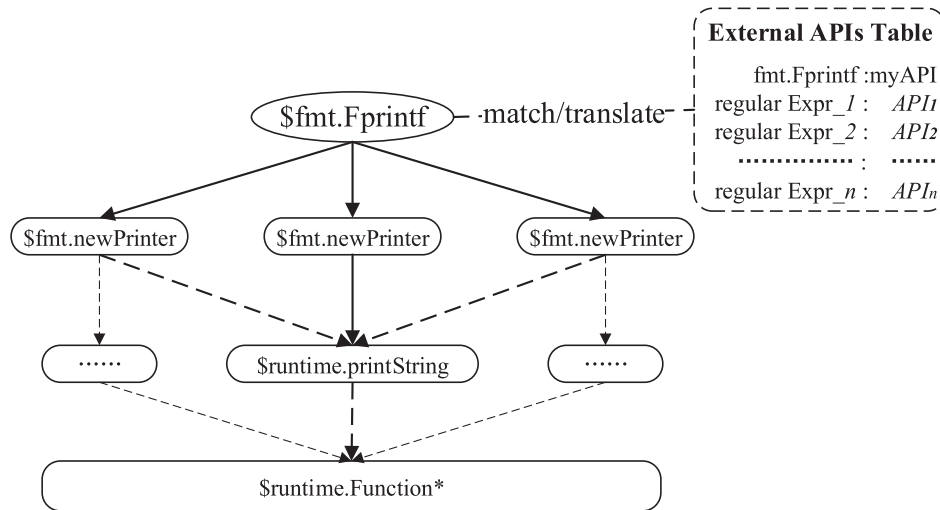 External APIs Table
fmt.Fprintf :myAPI
regular Expr_1 : API1
regular Expr_2 : API2
··············· : ······
regular Expr_n : APIn
$fmt.Fprintf
match/translate
$fmt.newPrinter
$fmt.newPrinter
$fmt.newPrinter
······
$runtime.printString
······
$runtime.Function*